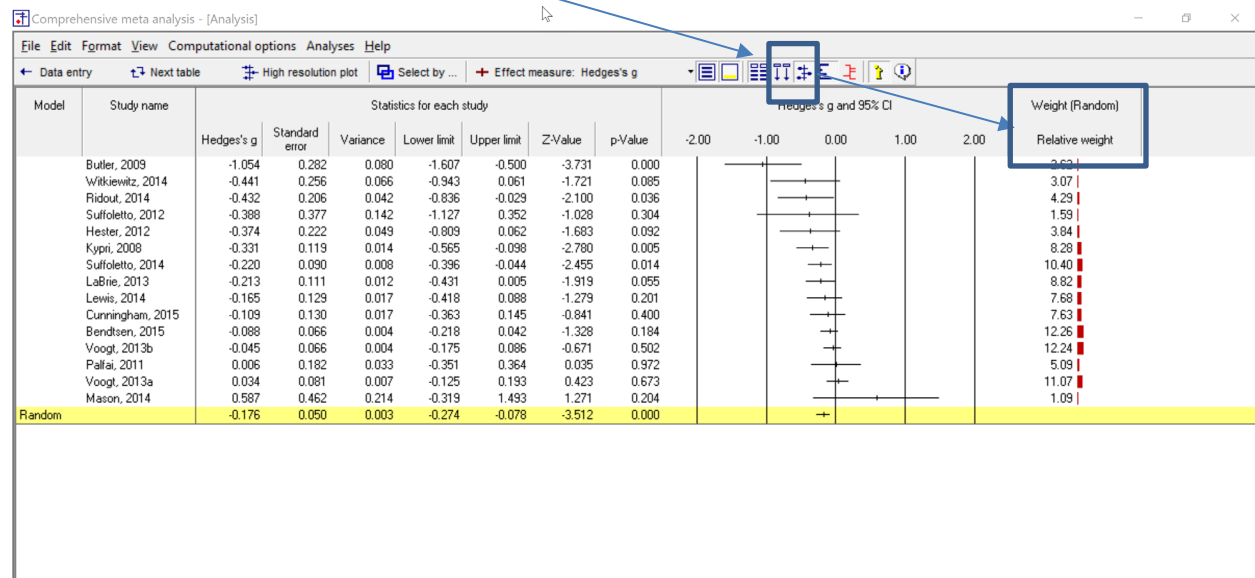 Comprehensive meta analysis - [Analysis]
File Edit Format View Computational options Analyses Help
Data entry Next table High resolution plot Select by ... Effect measure: Hedges's g
Model Study name Statistics for each study Hedges's g and 95% CI Weight (Random)
Hedges's g Standard error Variance Lower limit Upper limit Z-Value p-Value -2.00 -1.00 0.00 1.00 2.00 Relative weight
Butler, 2009 -1.054 0.282 0.080 -1.607 -0.500 -3.731 0.000
Witkiewitz, 2014 -0.441 0.256 0.066 -0.943 0.061 -1.721 0.085 3.07
Ridout, 2014 -0.432 0.206 0.042 -0.836 -0.029 -2.100 0.036 4.29
Suffoletto, 2012 -0.388 0.377 0.142 -1.127 0.352 -1.028 0.304 1.59
Hester, 2012 -0.374 0.222 0.049 -0.809 0.062 -1.683 0.092 3.84
Kypri, 2008 -0.331 0.119 0.014 -0.565 -0.098 -2.780 0.005 8.28
Suffoletto, 2014 -0.220 0.090 0.008 -0.396 -0.044 -2.455 0.014 10.40
LaBrie, 2013 -0.213 0.111 0.012 -0.431 0.005 -1.919 0.055 8.82
Lewis, 2014 -0.165 0.129 0.017 -0.418 0.088 -1.279 0.201 7.68
Cunningham, 2015 -0.109 0.130 0.017 -0.363 0.145 -0.841 0.400 7.63
Bendtsen, 2015 -0.088 0.066 0.004 -0.218 0.042 -1.328 0.184 12.26
Voogt, 2013b -0.045 0.066 0.004 -0.175 0.086 -0.671 0.502 12.24
Palfai, 2011 0.006 0.182 0.033 -0.351 0.364 0.035 0.972 5.09
Voogt, 2013a 0.034 0.081 0.007 -0.125 0.193 0.423 0.673 11.07
Mason, 2014 0.587 0.462 0.214 -0.319 1.493 1.271 0.204 1.09
Random -0.176 0.050 0.003 -0.274 -0.078 -3.512 0.000